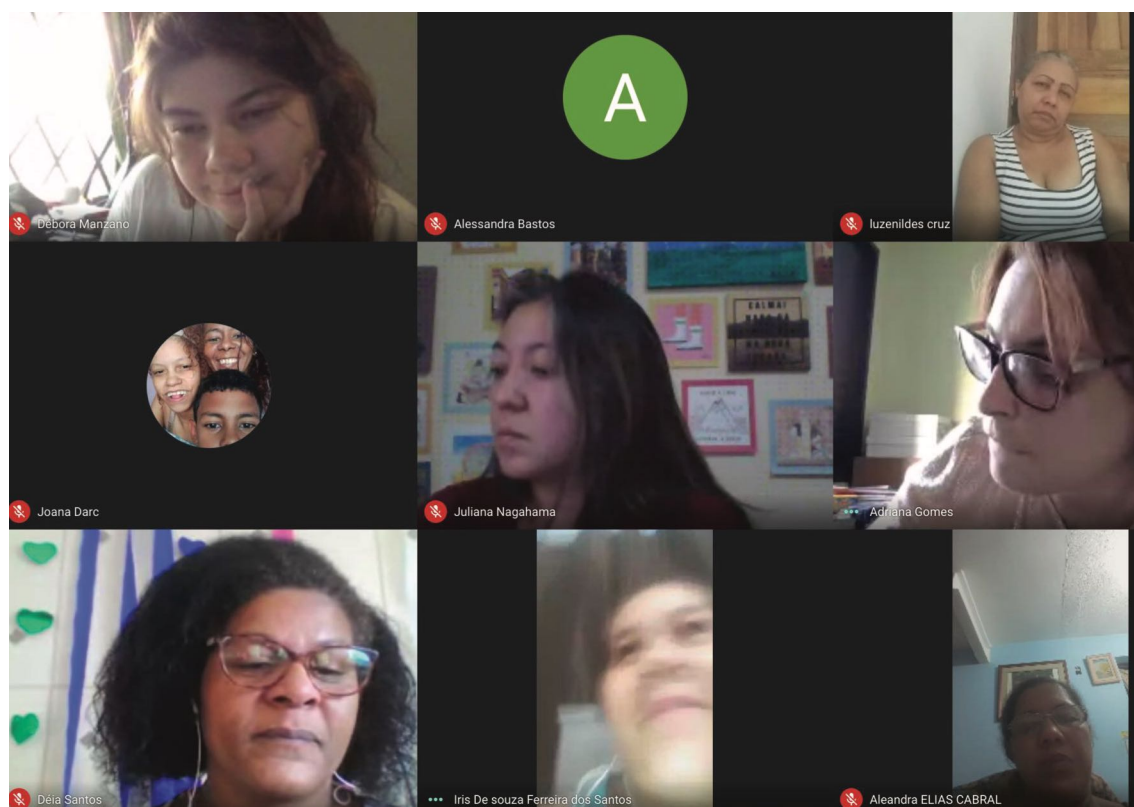 Débora Manzano
A
Alessandra Bastos
luzenildes cruz
Joana Darc
CALMA!
Juliana Nagahama
Adriana Gomes
Déia Santos
Iris De souza Ferreira dos Santos
Aleandra ELIAS CABRAL